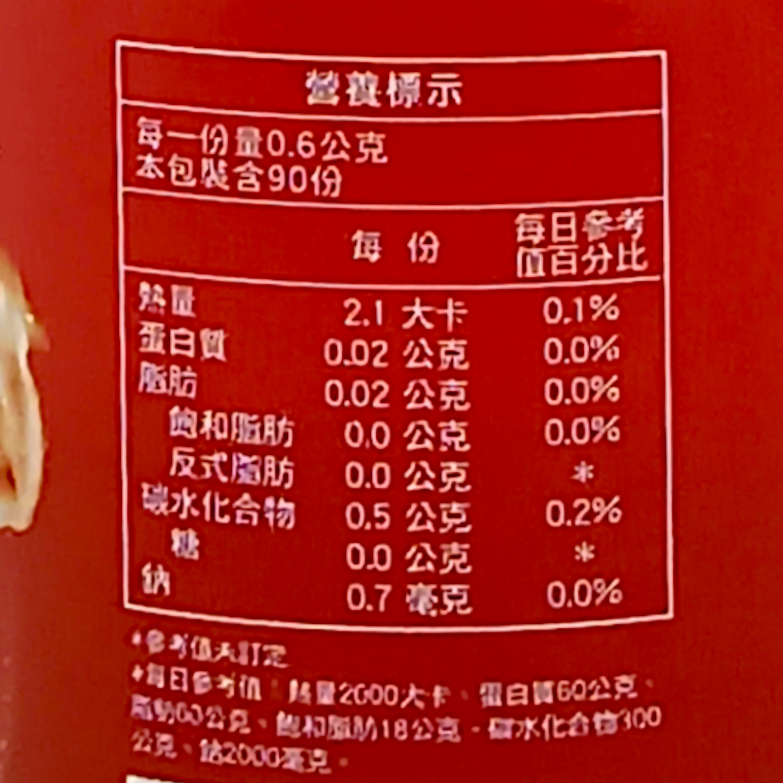 營養標示
每一份量0.6公克
本包裝含90份
每份 每日參考
值百分比
熱量 2.1 大卡 0.1%
蛋白質 0.02 公克 0.0%
脂肪 0.02 公克 0.0%
飽和脂肪 0.0 公克 0.0%
反式脂肪 0.0 公克 *
碳水化合物 0.5 公克 0.2%
糖 0.0 公克 *
鈉 0.7 毫克 0.0%
*參考值未訂定
*每日參考值：熱量2000大卡、蛋白質60公克、
脂肪60公克、飽和脂肪18公克、碳水化合物300
公克、鈉2000毫克。